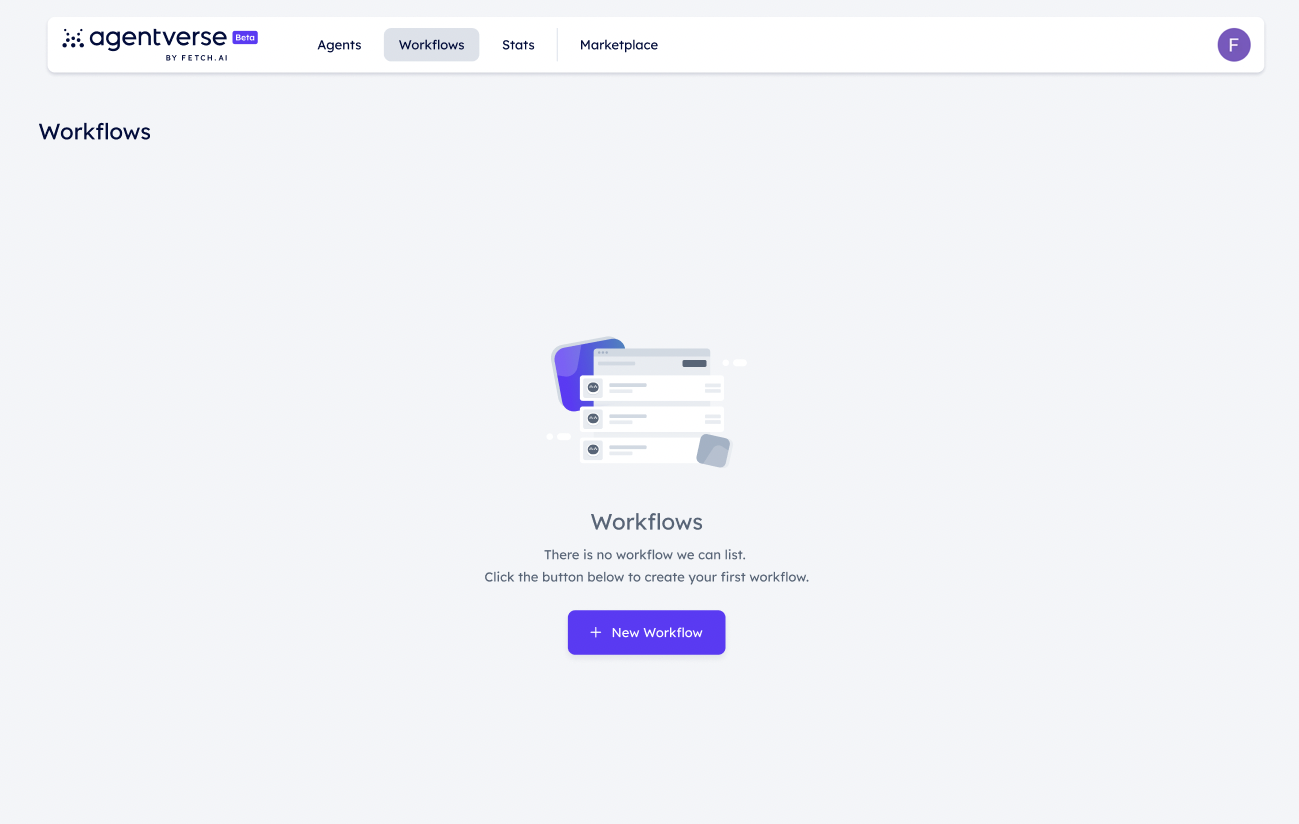 agentverse Beta
BY FETCH.AI
Agents
Workflows
Stats
Marketplace
F
Workflows
Workflows
There is no workflow we can list.
Click the button below to create your first workflow.
+ New Workflow